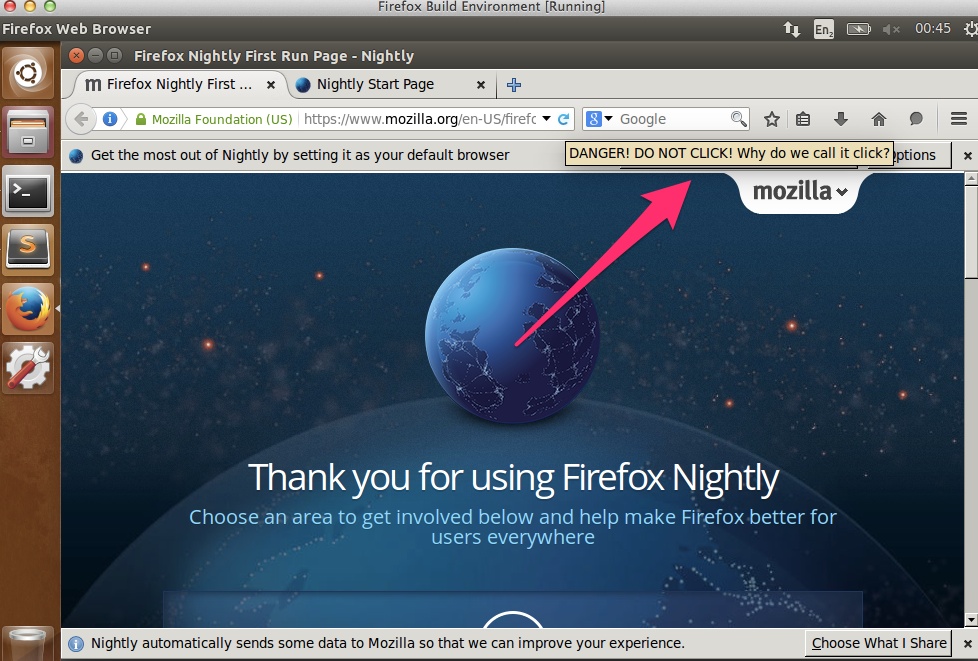 Firefox Build Environment [Running]
Firefox Web Browser
En2
00:45
Firefox Nightly First Run Page - Nightly
Firefox Nightly First ...
Nightly Start Page
Mozilla Foundation (US)
https://www.mozilla.org/en-US/firefo
Google
Get the most out of Nightly by setting it as your default browser
DANGER! DO NOT CLICK! Why do we call it click?
ptions
mozilla
Thank you for using Firefox Nightly
Choose an area to get involved below and help make Firefox better for
users everywhere
Nightly automatically sends some data to Mozilla so that we can improve your experience.
Choose What I Share